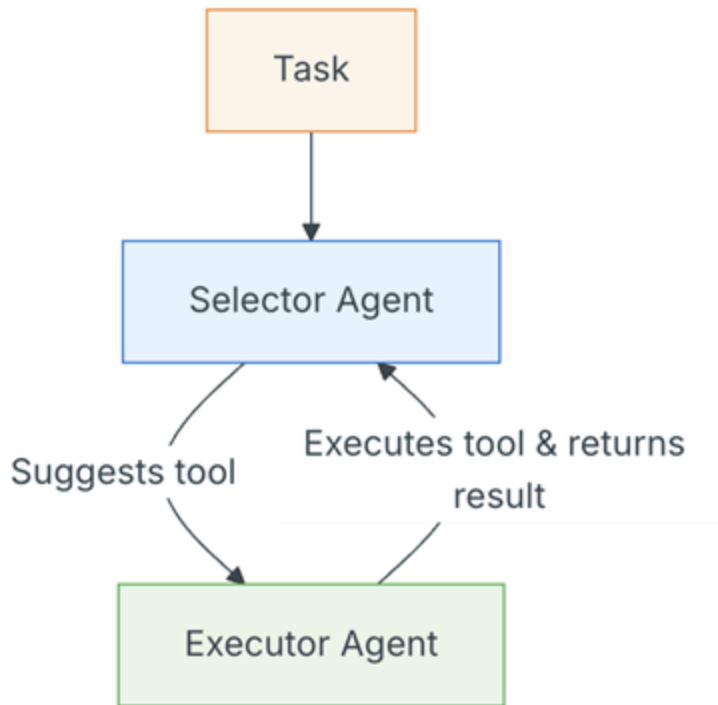 Task
Selector Agent
Suggests tool
Executes tool & returns
result
Executor Agent